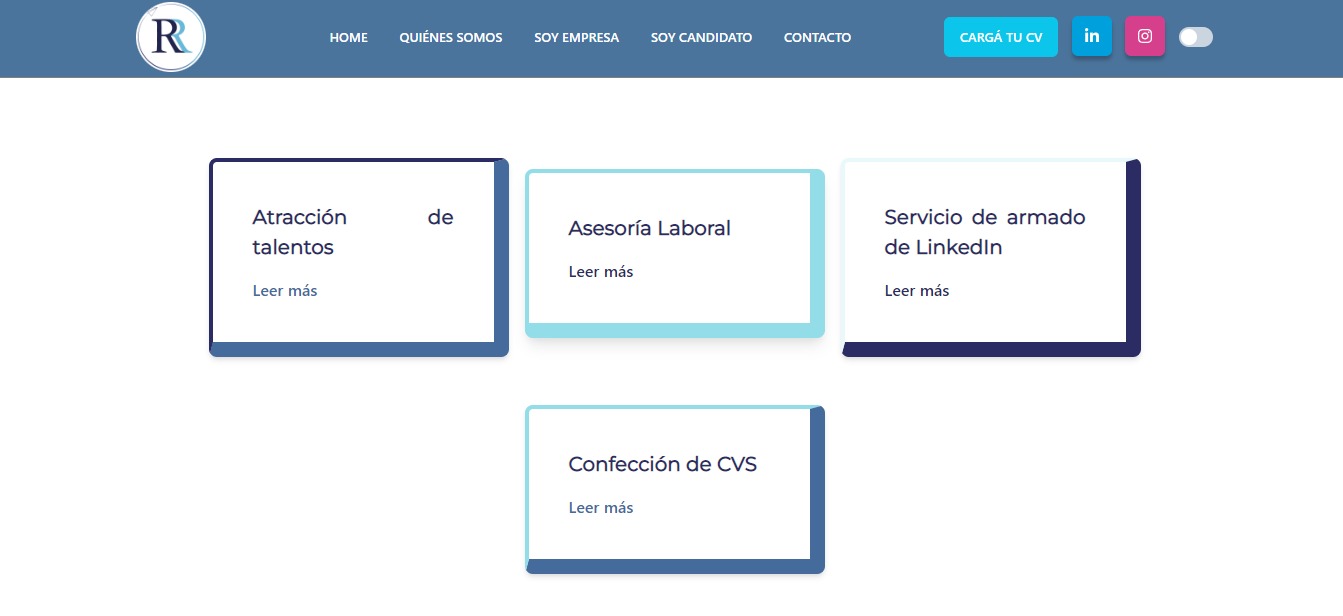 R
HOME QUIÉNES SOMOS SOY EMPRESA SOY CANDIDATO CONTACTO CARGÁ TU CV in
Atracción de
talentos
Leer más
Asesoría Laboral
Leer más
Servicio de armado
de LinkedIn
Leer más
Confección de CVS
Leer más